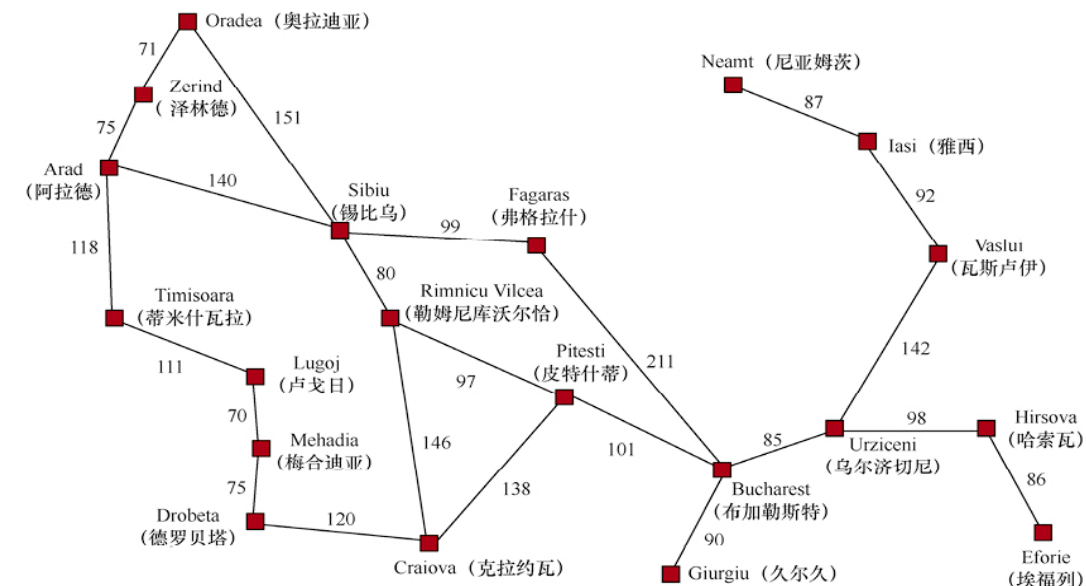 Oradea（奥拉迪亚）
71
Neamt（尼亚姆茨）
Zerind
（ 泽林德）
87
75
151
Iasi（雅西）
Arad
（阿拉德）
140
Sibiu
（锡比乌）
Fagaras
（弗格拉什）
92
99
118
Vaslui
（瓦斯卢伊）
80
Timisoara
（蒂米什瓦拉）
Rimnicu Vilcea
（勒姆尼库沃尔恰）
142
111
Lugoj
（卢戈日）
97
Pitesti
（皮特什蒂）
211
70
146
101
98
Hirsova
（哈索瓦）
Mehadia
（梅合迪亚）
85
Urziceni
（乌尔济切尼）
75
138
86
Drobeta
（德罗贝塔）
120
Bucharest
（布加勒斯特）
90
Craiova（克拉约瓦）
Giurgiu（久尔久）
Eforie
（埃福列）